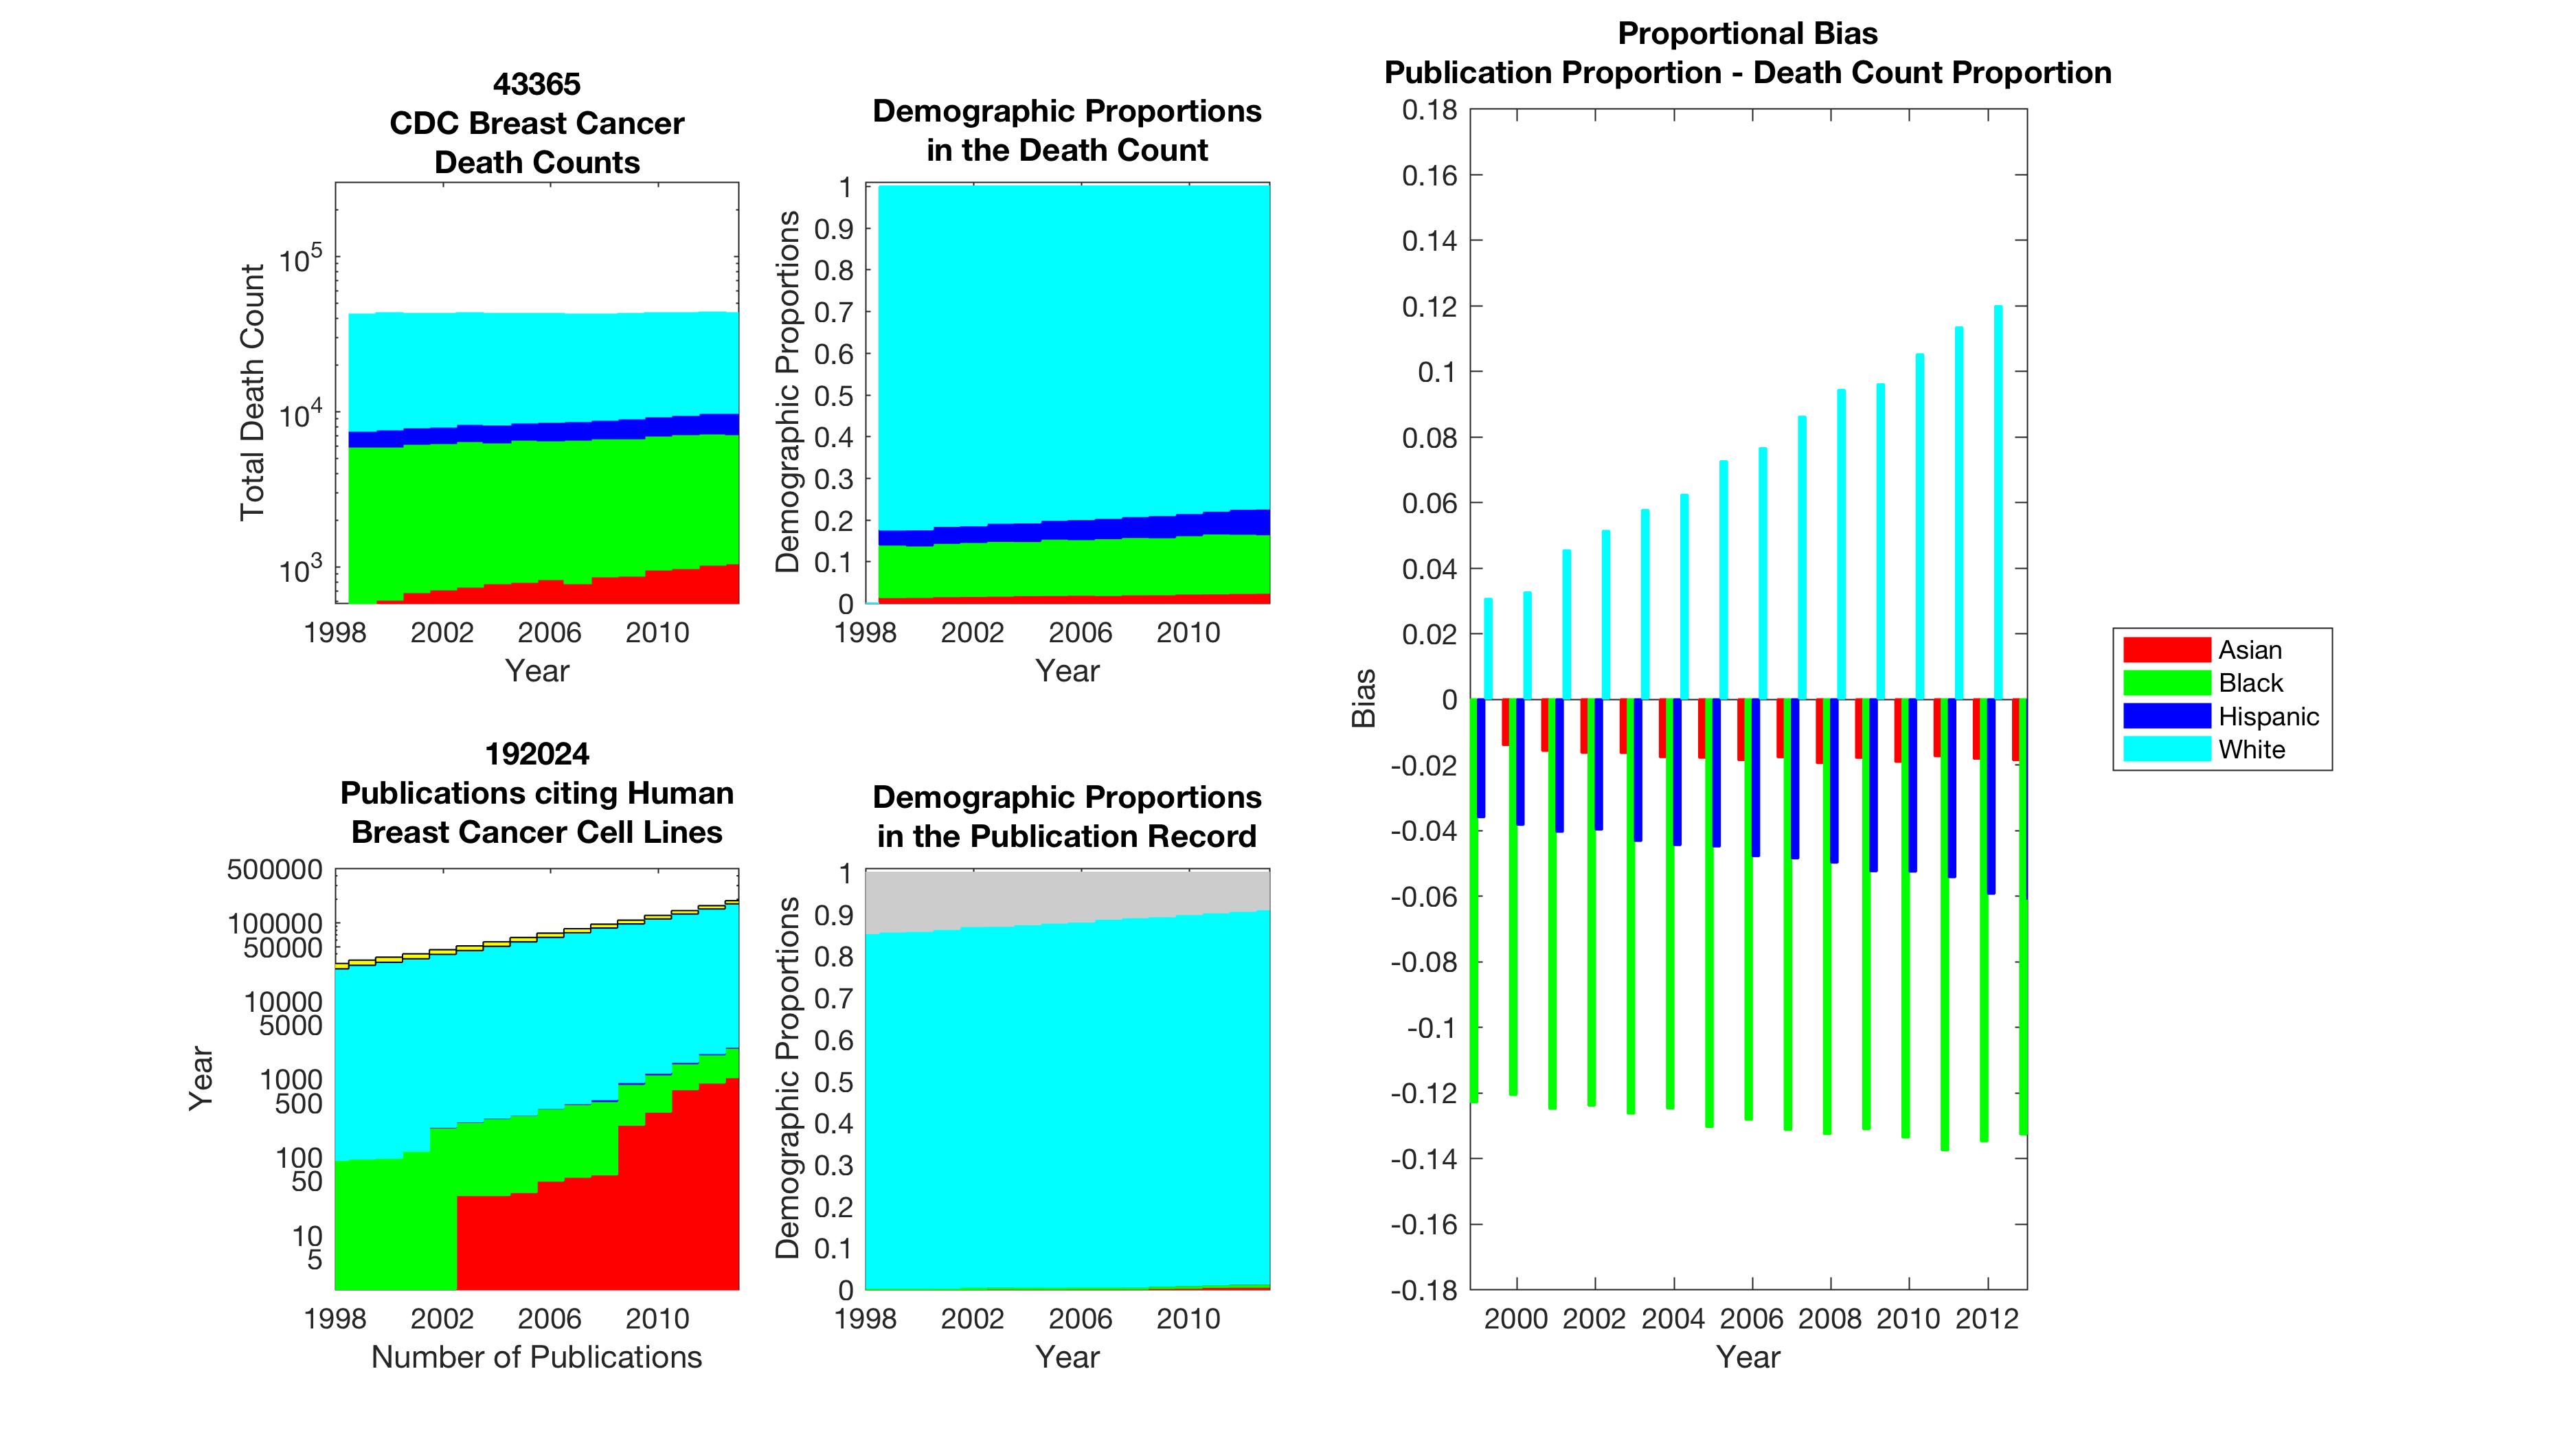 43365
CDC Breast Cancer
Death Counts
Total Death Count
10^5
10^4
10^3
1998 2002 2006 2010
Year
Demographic Proportions
in the Death Count
Demographic Proportions
1
0.9
0.8
0.7
0.6
0.5
0.4
0.3
0.2
0.1
0
1998 2002 2006 2010
Year
192024
Publications citing Human
Breast Cancer Cell Lines
Year
500000
100000
50000
10000
5000
1000
500
100
50
10
5
1998 2002 2006 2010
Number of Publications
Demographic Proportions
in the Publication Record
Demographic Proportions
1
0.9
0.8
0.7
0.6
0.5
0.4
0.3
0.2
0.1
0
1998 2002 2006 2010
Year
Proportional Bias
Publication Proportion - Death Count Proportion
Bias
0.18
0.16
0.14
0.12
0.1
0.08
0.06
0.04
0.02
0
-0.02
-0.04
-0.06
-0.08
-0.1
-0.12
-0.14
-0.16
-0.18
2000 2002 2004 2006 2008 2010 2012
Year
Asian
Black
Hispanic
White